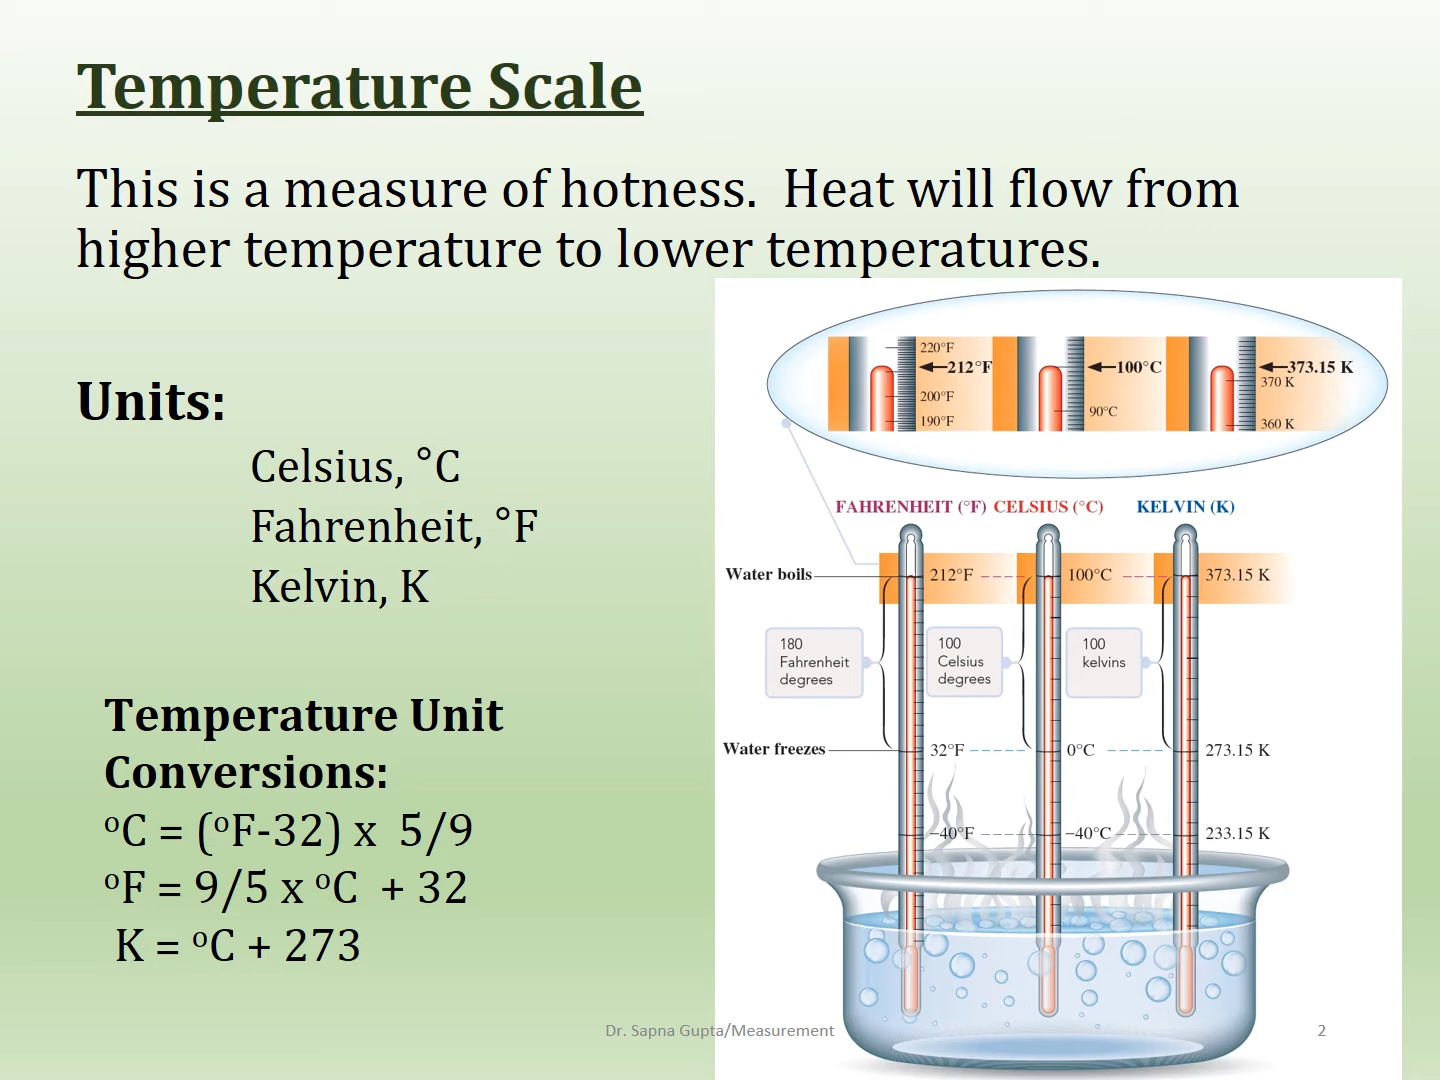 Temperature Scale
This is a measure of hotness.  Heat will flow from
higher temperature to lower temperatures.
Units:
Celsius, °C
Fahrenheit, °F
Kelvin, K
Temperature Unit
Conversions:
ºC = (ºF-32) x  5/9
ºF = 9/5 x ºC  + 32
K = ºC + 273
220°F
212°F
200°F
190°F
100°C
90°C
373.15 K
370 K
360 K
FAHRENHEIT (°F) CELSIUS (°C) KELVIN (K)
Water boils 212°F 100°C 373.15 K
180
Fahrenheit
degrees
100
Celsius
degrees
100
kelvins
Water freezes 32°F 0°C 273.15 K
−40°F −40°C 233.15 K
Dr. Sapna Gupta/Measurement
2